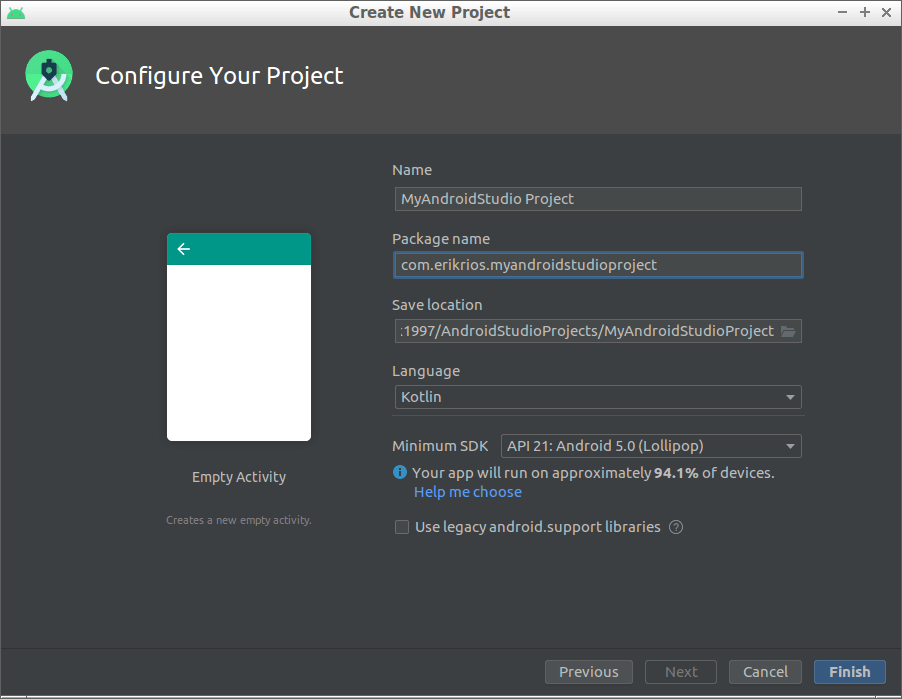 Create New Project
Configure Your Project
Name
MyAndroidStudio Project
Package name
com.erikrios.myandroidstudioproject
Save location
:1997/AndroidStudioProjects/MyAndroidStudioProject
Language
Kotlin
Minimum SDK API 21: Android 5.0 (Lollipop)
i Your app will run on approximately 94.1% of devices.
Help me choose
Use legacy android.support libraries ?
Empty Activity
Creates a new empty activity.
Previous Next Cancel Finish